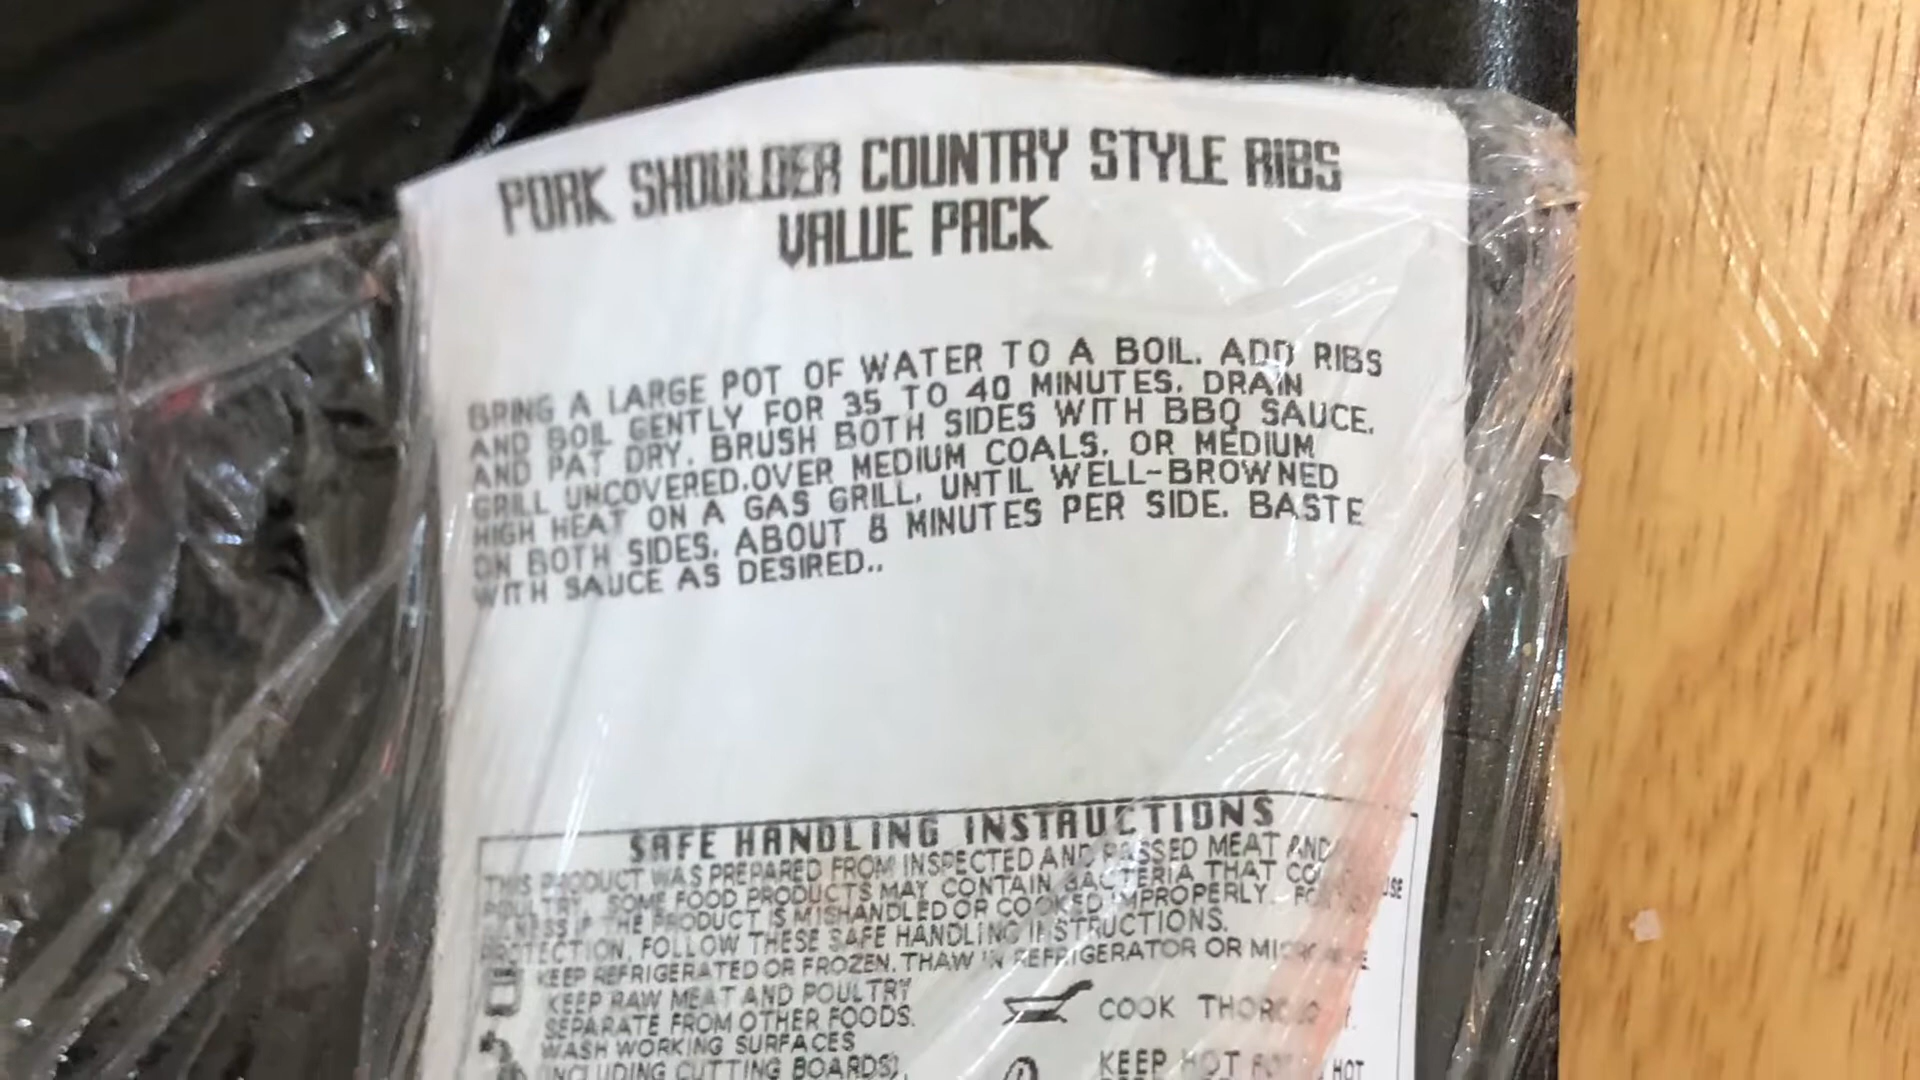 PORK SHOULDER COUNTRY STYLE RIBS
VALUE PACK
BRING A LARGE POT OF WATER TO A BOIL. ADD RIBS
AND BOIL GENTLY FOR 35 TO 40 MINUTES. DRAIN
AND PAT DRY. BRUSH BOTH SIDES WITH BBQ SAUCE.
GRILL UNCOVERED.OVER MEDIUM COALS. OR MEDIUM
HIGH HEAT ON A GAS GRILL. UNTIL WELL-BROWNED
ON BOTH SIDES. ABOUT 8 MINUTES PER SIDE. BASTE
WITH SAUCE AS DESIRED..
SAFE HANDLING INSTRUCTIONS
THIS PRODUCT WAS PREPARED FROM INSPECTED AND PASSED MEAT AND
POULTRY. SOME FOOD PRODUCTS MAY CONTAIN BACTERIA THAT
ILLNESS IF THE PRODUCT IS MISHANDLED OR COOKED IMPROPERLY.
PROTECTION, FOLLOW THESE SAFE HANDLING INSTRUCTIONS.
KEEP REFRIGERATED OR FROZEN. THAW IN REFRIGERATOR OR
KEEP RAW MEAT AND POULTRY
SEPARATE FROM OTHER FOODS.
WASH WORKING SURFACES
(INCLUDING CUTTING BOARDS),
COOK
KEEP HOT HOT